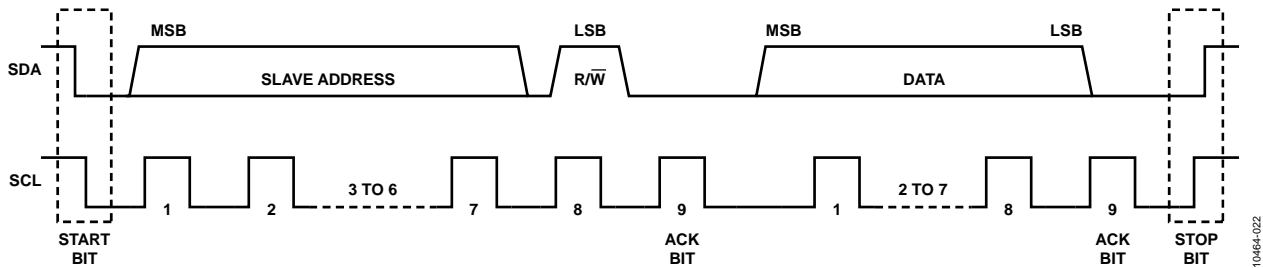 MSB LSB MSB LSB
SDA SLAVE ADDRESS R/W̅ DATA
SCL 3 TO 6 2 TO 7
1 2 7 8 9 1 8 9
START BIT ACK BIT ACK BIT STOP BIT
10464-022